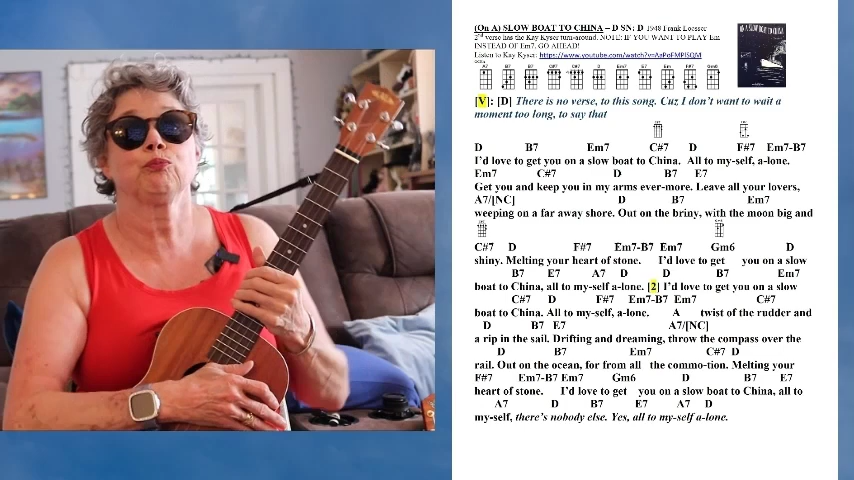 (On A) SLOW BOAT TO CHINA – D SN: D 1948 Frank Loesser
2nd verse has the Kay Kyser turn-around. NOTE: IF YOU WANT TO PLAY Em
INSTEAD OF Em7, GO AHEAD!
Listen to Kay Kyser: https://www.youtube.com/watch?v=AePoFMPlSQM
[V]: [D] There is no verse, to this song. Cuz I don't want to wait a
moment too long, to say that
D B7 Em7 C#7 D F#7 Em7-B7
I'd love to get you on a slow boat to China. All to my-self, a-lone.
Em7 C#7 D B7 E7
Get you and keep you in my arms ever-more. Leave all your lovers,
A7/[NC] D B7 Em7
weeping on a far away shore. Out on the briny, with the moon big and
C#7 D F#7 Em7-B7 Em7 Gm6 D
shiny. Melting your heart of stone. I'd love to get you on a slow
B7 E7 A7 D D B7 Em7
boat to China, all to my-self a-lone. [2] I'd love to get you on a slow
C#7 D F#7 Em7-B7 Em7 C#7
boat to China. All to my-self, a-lone. A twist of the rudder and
D B7 E7 A7/[NC]
a rip in the sail. Drifting and dreaming, throw the compass over the
D B7 Em7 C#7 D
rail. Out on the ocean, far from all the commo-tion. Melting your
F#7 Em7-B7 Em7 Gm6 D B7 E7
heart of stone. I'd love to get you on a slow boat to China, all to
A7 D B7 E7 A7 D
my-self, there's nobody else. Yes, all to my-self a-lone.